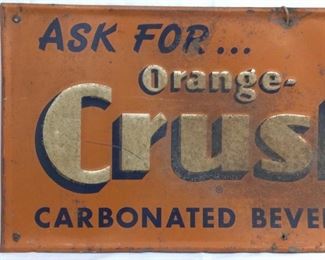 ASK FOR...
Orange-
Crus
CARBONATED BEVE